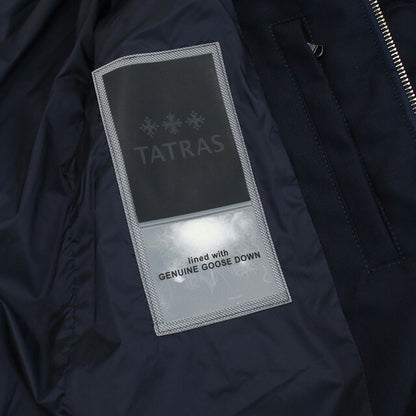 TATRAS
lined with
GENUINE GOOSE DOWN